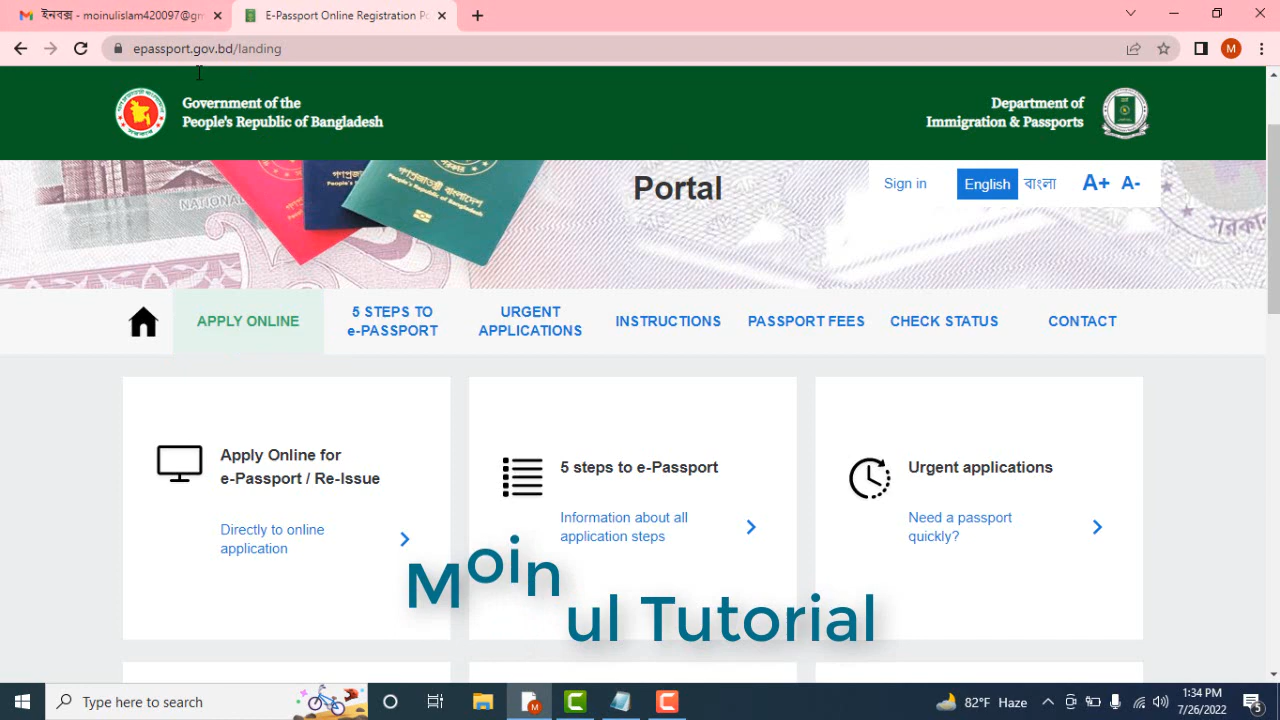 ইনবক্স - moinulislam420097@gm
E-Passport Online Registration Po
epassport.gov.bd/landing
M
Government of the
People's Republic of Bangladesh
Department of
Immigration & Passports
Portal
Sign in
English
বাংলা
A+
A-
APPLY ONLINE
5 STEPS TO
e-PASSPORT
URGENT
APPLICATIONS
INSTRUCTIONS
PASSPORT FEES
CHECK STATUS
CONTACT
Apply Online for
e-Passport / Re-Issue
Directly to online
application
5 steps to e-Passport
Information about all
application steps
Urgent applications
Need a passport
quickly?
Moin
ul Tutorial
Type here to search
82°F Haze
1:34 PM
7/26/2022
5